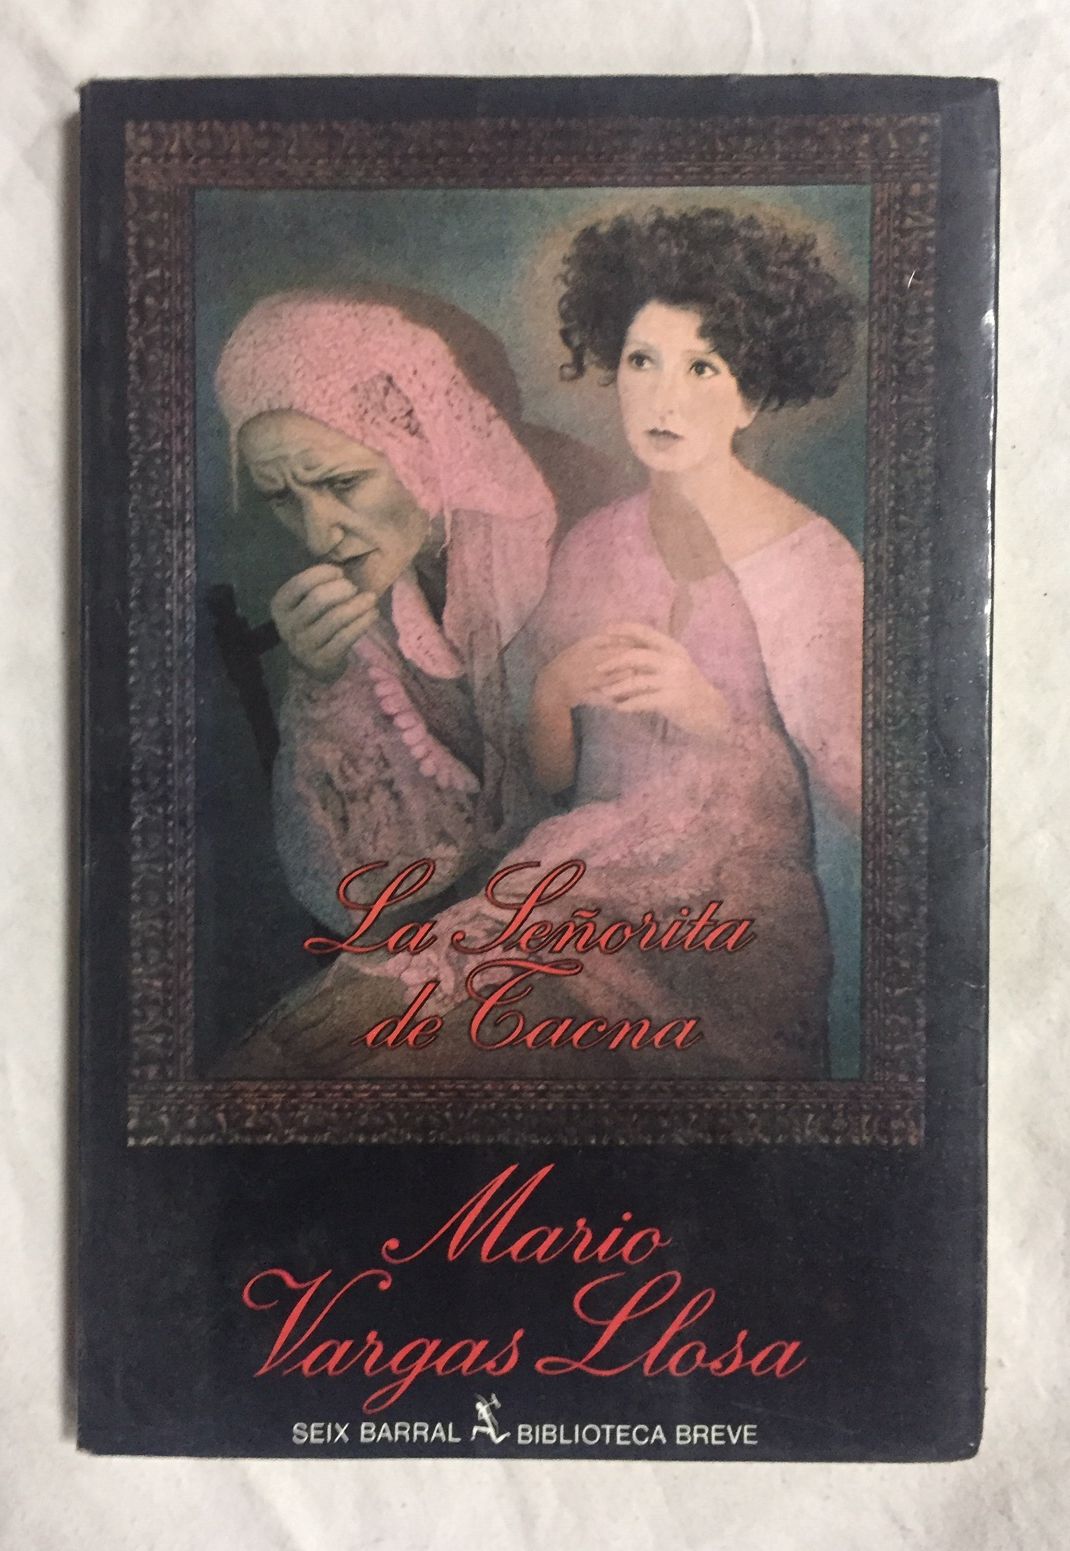 La Señorita
de Tacna
Mario
Vargas Llosa
SEIX BARRAL BIBLIOTECA BREVE